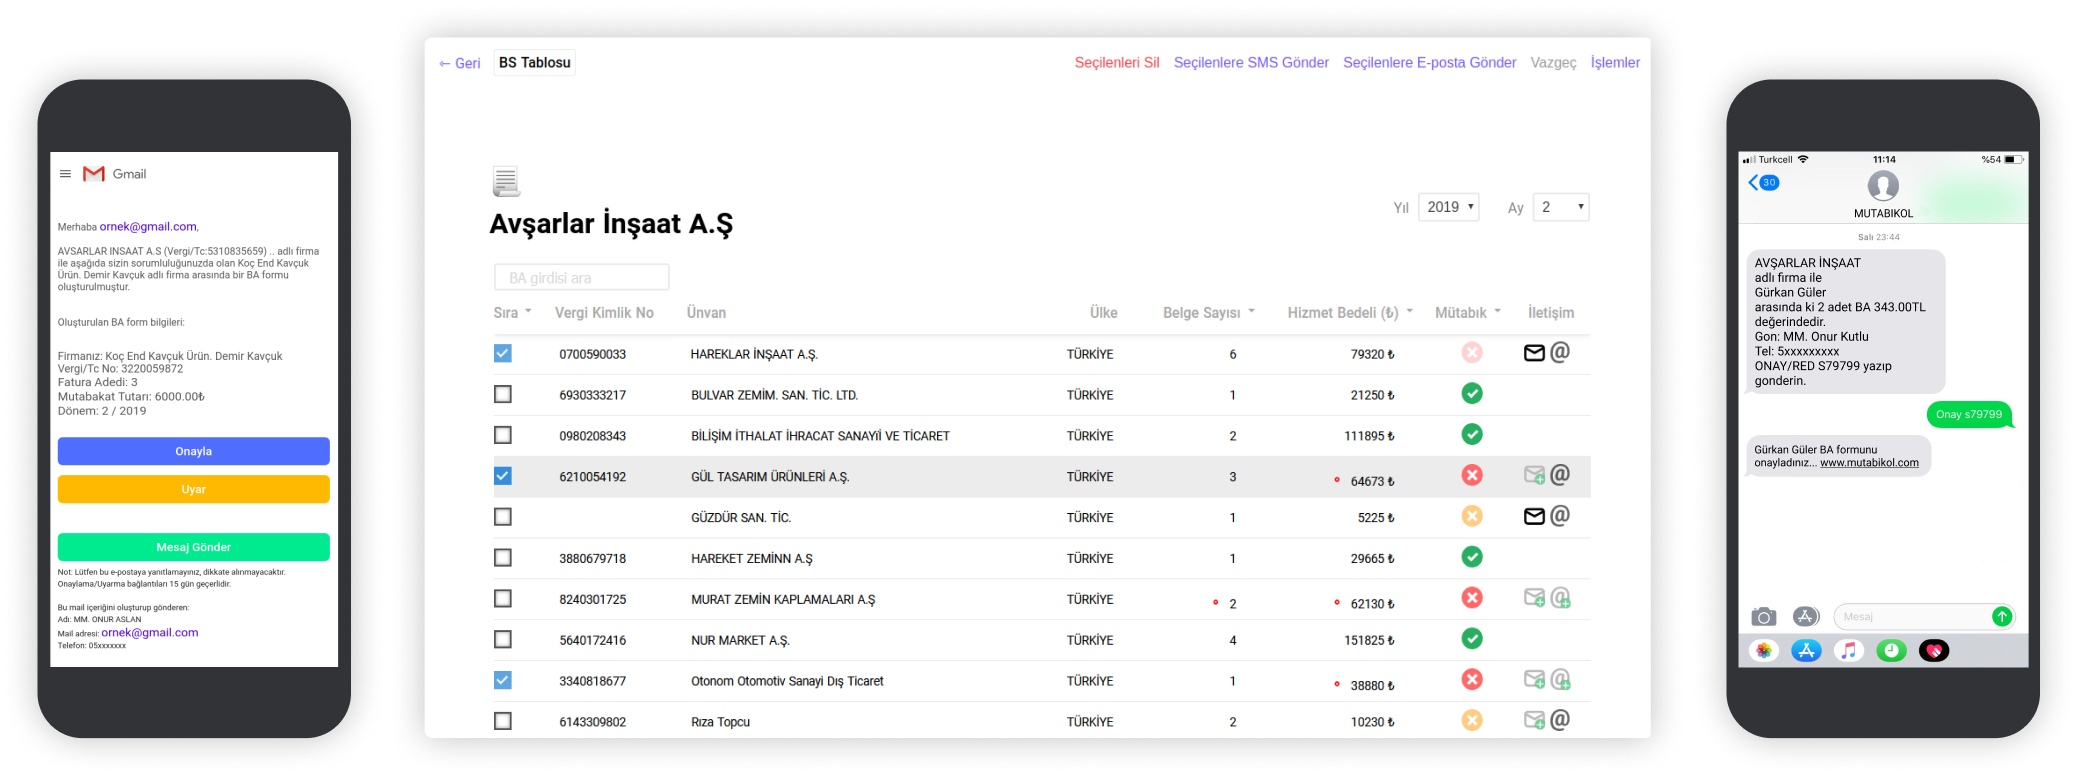 Gmail
Merhaba ornek@gmail.com,
AVSARLAR INSAAT A.S (Vergi/Tc:5310835659) .. adlı firma
ile aşağıda sizin sorumluluğunuzda olan Koç End Kavçuk
Ürün. Demir Kavçuk adlı firma arasında bir BA formu
oluşturulmuştur.
Oluşturulan BA form bilgileri:
Firmanız: Koç End Kavçuk Ürün. Demir Kavçuk
Vergi/Tc No: 3220059872
Fatura Adedi: 3
Mutabakat Tutarı: 6000.00₺
Dönem: 2 / 2019
Onayla
Uyar
Mesaj Gönder
Not: Lütfen bu e-postaya yanıtlamayınız, dikkate alınmayacaktır.
Onaylama/Uyarma bağlantıları 15 gün geçerlidir.
Bu mail içeriğini oluşturup gönderen:
Adı: MM. ONUR ASLAN
Mail adresi: ornek@gmail.com
Telefon: 05xxxxxxx
← Geri BS Tablosu Seçilenleri Sil Seçilenlere SMS Gönder Seçilenlere E-posta Gönder Vazgeç İşlemler
Avşarlar İnşaat A.Ş
Yıl 2019 Ay 2
BA girdisi ara
Sıra Vergi Kimlik No Ünvan Ülke Belge Sayısı Hizmet Bedeli (₺) Mütabık İletişim
0700590033 HAREKLAR İNŞAAT A.Ş. TÜRKİYE 6 79320 ₺
6930333217 BULVAR ZEMİM. SAN. TİC. LTD. TÜRKİYE 1 21250 ₺
0980208343 BİLİŞİM İTHALAT İHRACAT SANAYİİ VE TİCARET TÜRKİYE 2 111895 ₺
6210054192 GÜL TASARIM ÜRÜNLERİ A.Ş. TÜRKİYE 3 64673 ₺
GÜZDÜR SAN. TİC. TÜRKİYE 1 5225 ₺
3880679718 HAREKET ZEMİNN A.Ş TÜRKİYE 1 29665 ₺
8240301725 MURAT ZEMİN KAPLAMALARI A.Ş TÜRKİYE 2 62130 ₺
5640172416 NUR MARKET A.Ş. TÜRKİYE 4 151825 ₺
3340818677 Otonom Otomotiv Sanayi Dış Ticaret TÜRKİYE 1 38880 ₺
6143309802 Rıza Topcu TÜRKİYE 2 10230 ₺
Turkcell 11:14 %54
30
MUTABIKOL
Salı 23:44
AVŞARLAR İNŞAAT
adlı firma ile
Gürkan Güler
arasında ki 2 adet BA 343.00TL
değerindedir.
Gon: MM. Onur Kutlu
Tel: 5xxxxxxxxx
ONAY/RED S79799 yazıp
gonderin.
Onay s79799
Gürkan Güler BA formunu
onayladınız... www.mutabikol.com
Mesaj